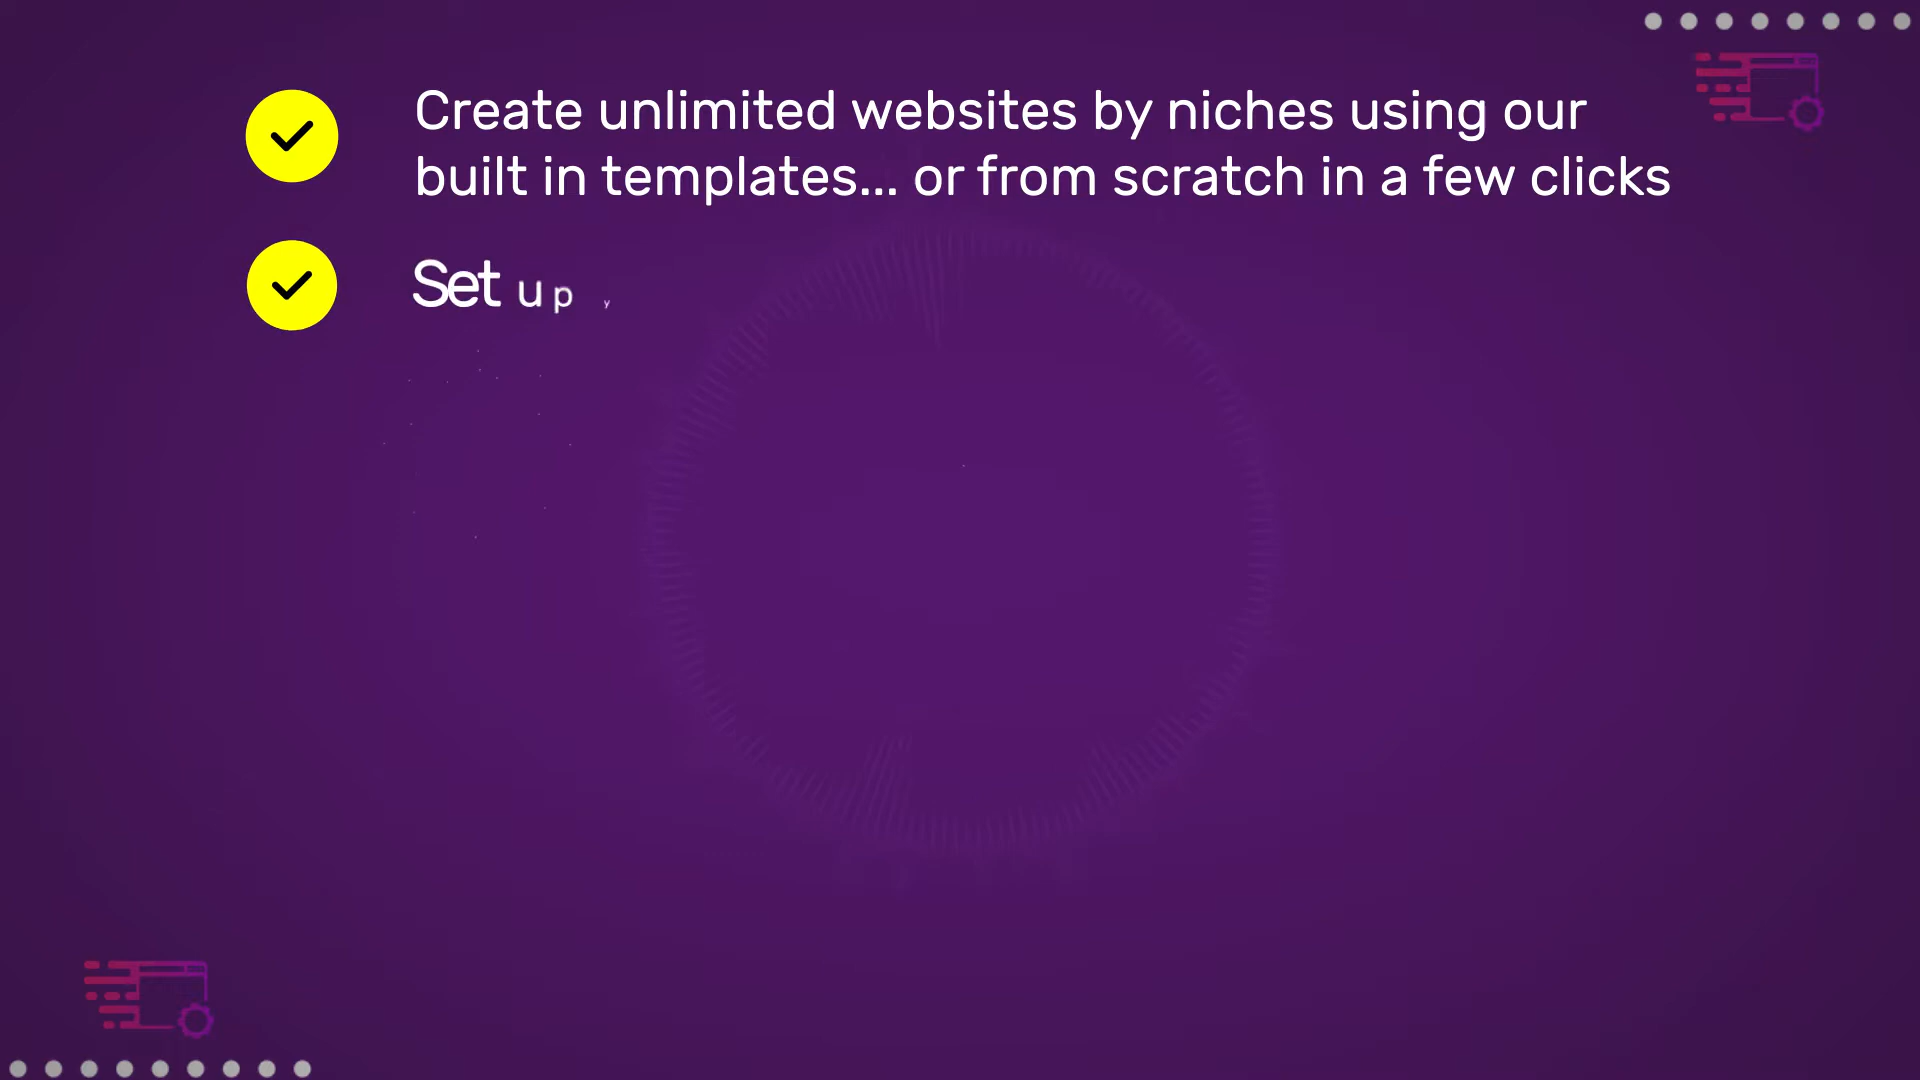 Create unlimited websites by niches using our
built in templates... or from scratch in a few clicks
Set up y